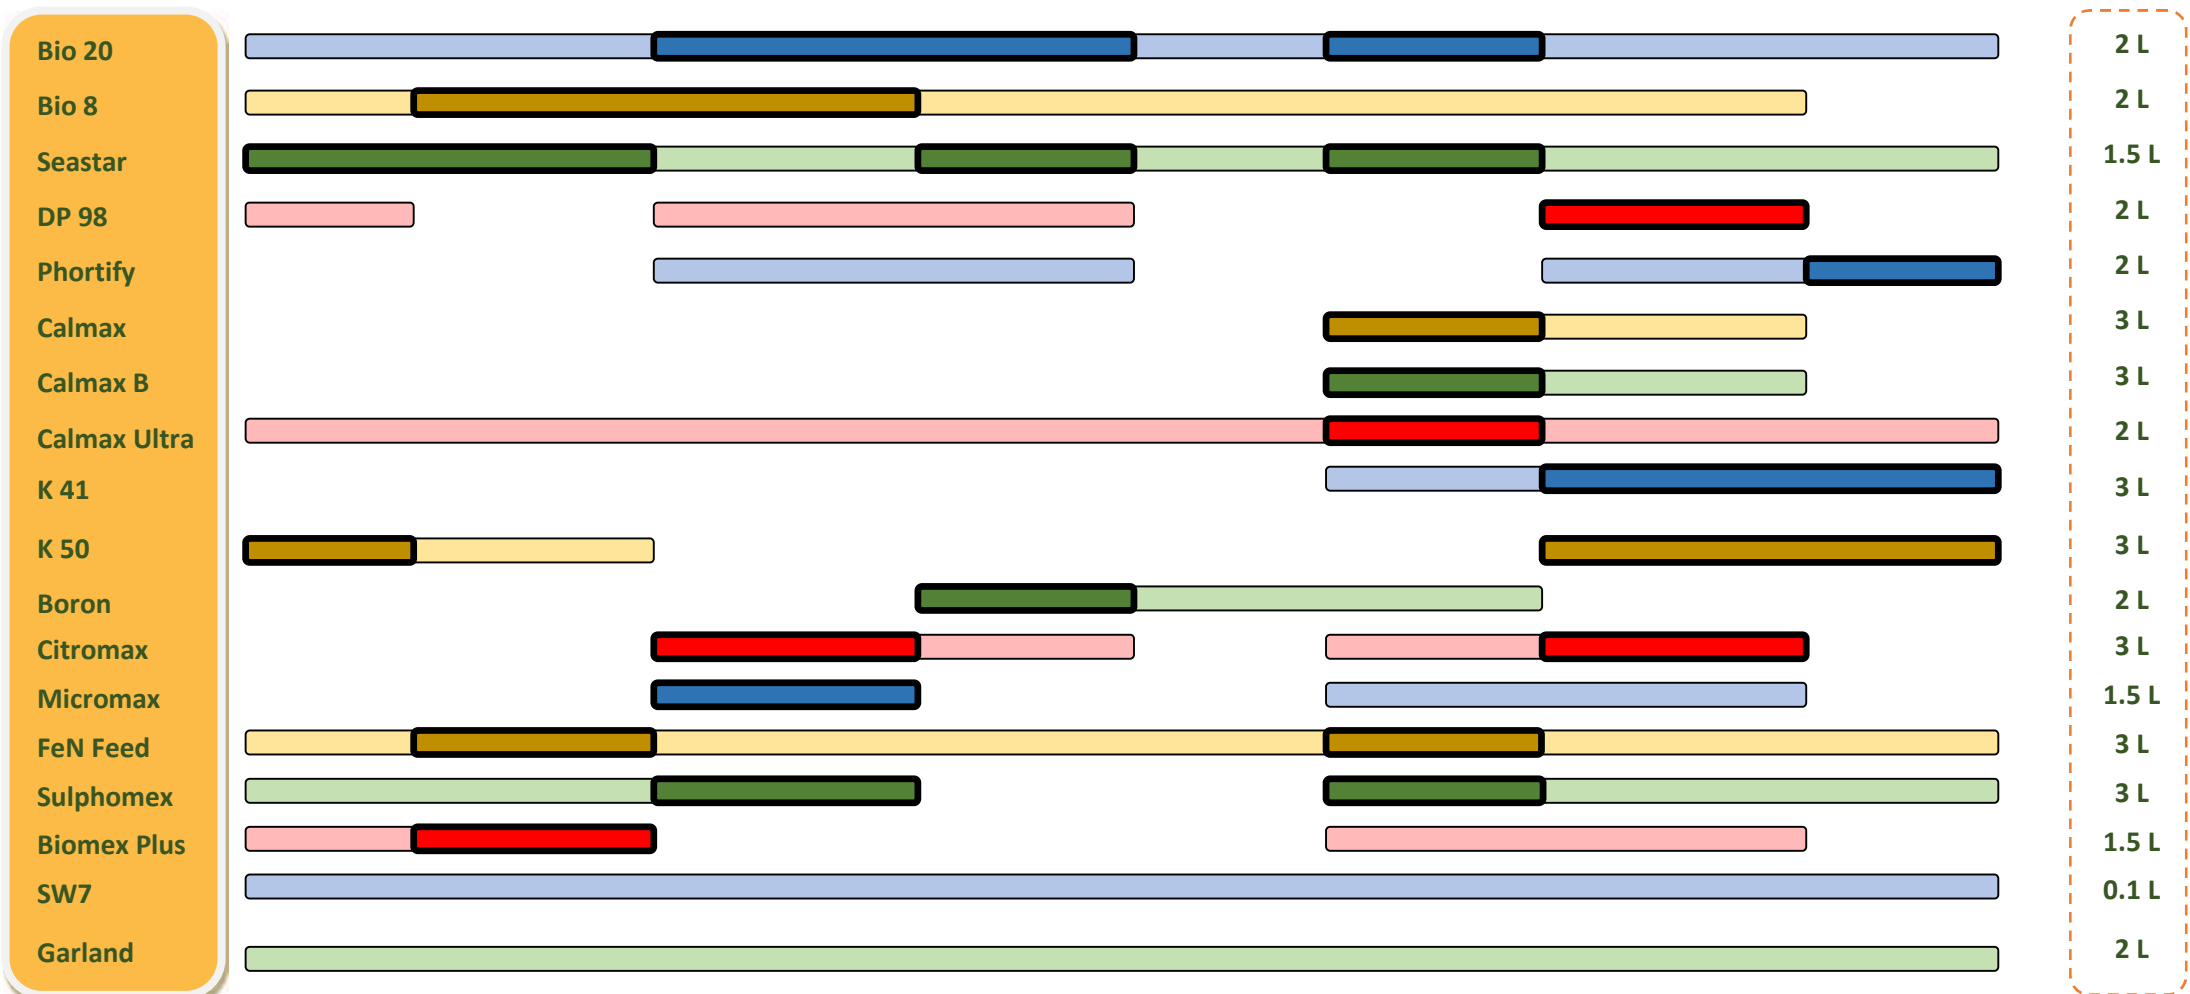 Bio 20 2 L
Bio 8 2 L
Seastar 1.5 L
DP 98 2 L
Phortify 2 L
Calmax 3 L
Calmax B 3 L
Calmax Ultra 2 L
K 41 3 L
K 50 3 L
Boron 2 L
Citromax 3 L
Micromax 1.5 L
FeN Feed 3 L
Sulphomex 3 L
Biomex Plus 1.5 L
SW7 0.1 L
Garland 2 L